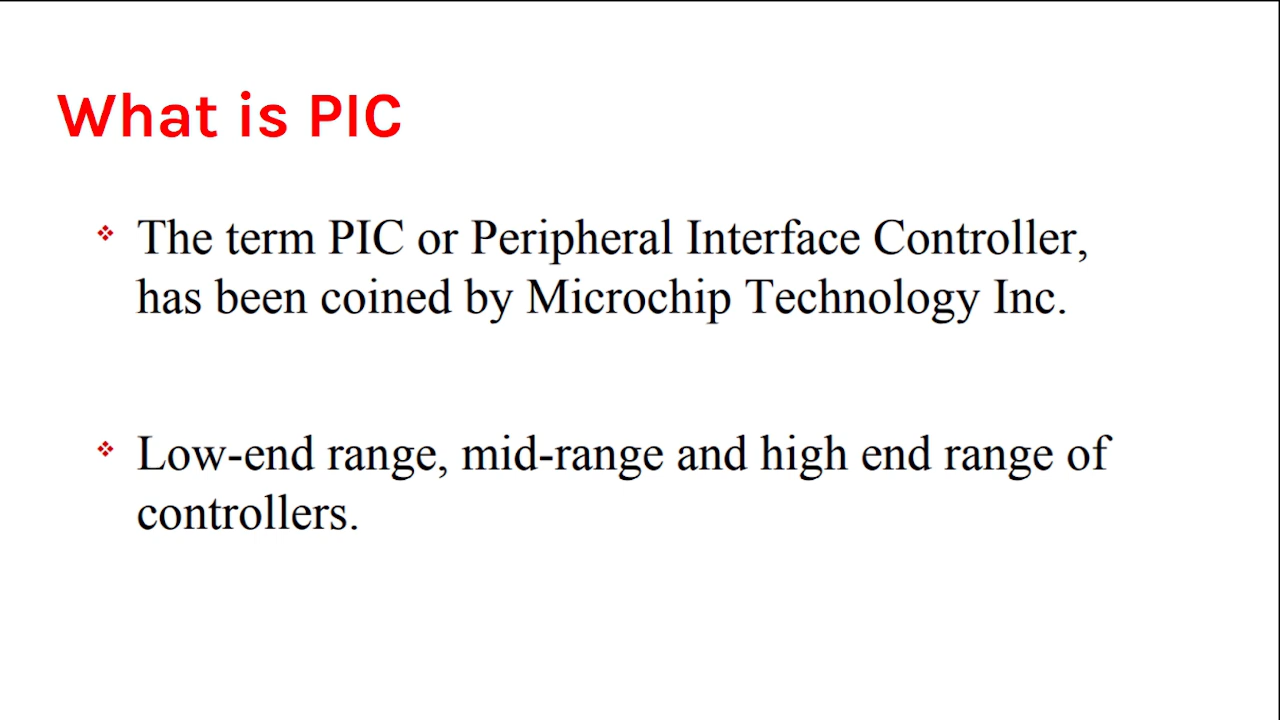 What is PIC
The term PIC or Peripheral Interface Controller,
has been coined by Microchip Technology Inc.
Low-end range, mid-range and high end range of
controllers.